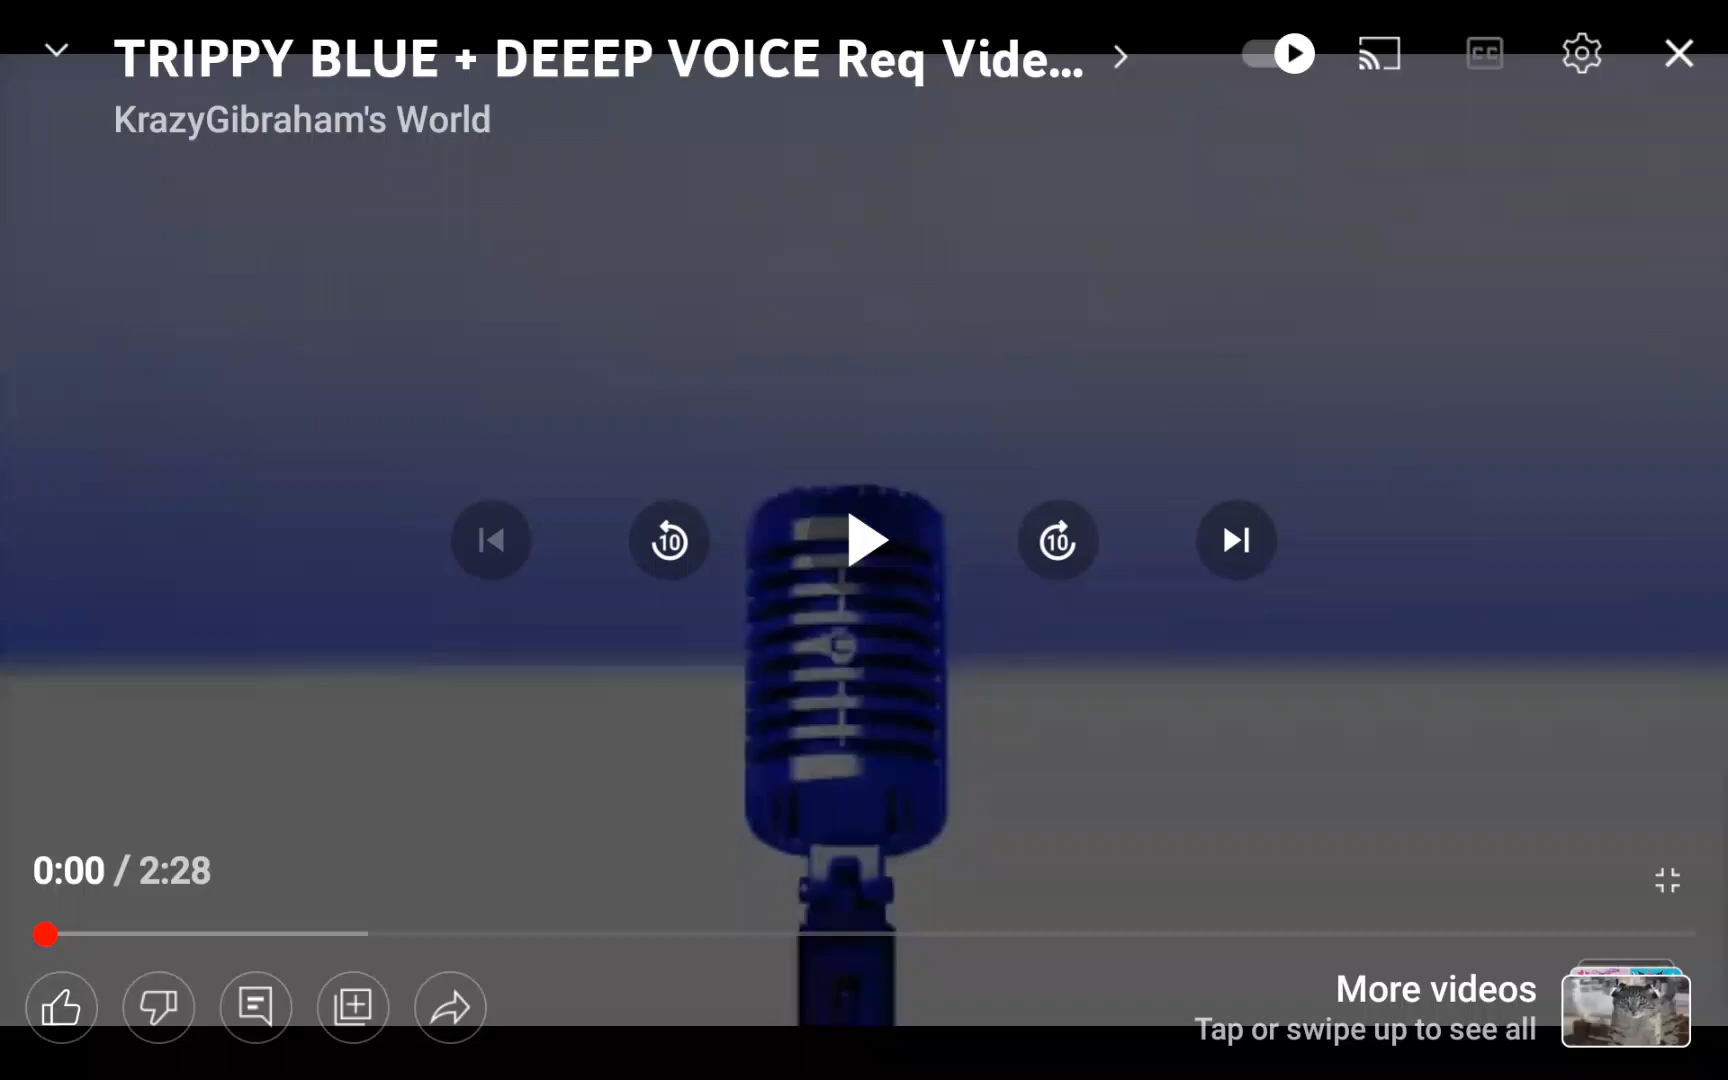 TRIPPY BLUE + DEEEP VOICE Req Vide...
CC
KrazyGibraham's World
10
10
0:00 / 2:28
More videos
Tap or swipe up to see all